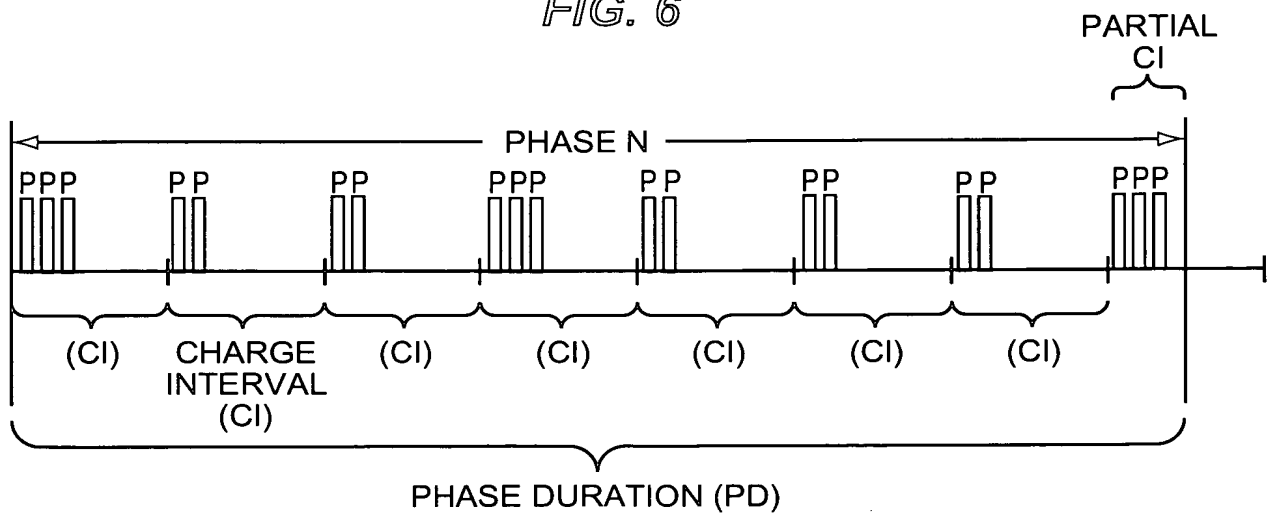 FIG. 6
PARTIAL
CI
PHASE N
PPP PP PP PPP PP PP PP PPP
(CI) CHARGE INTERVAL (CI) (CI) (CI) (CI) (CI) (CI)
PHASE DURATION (PD)